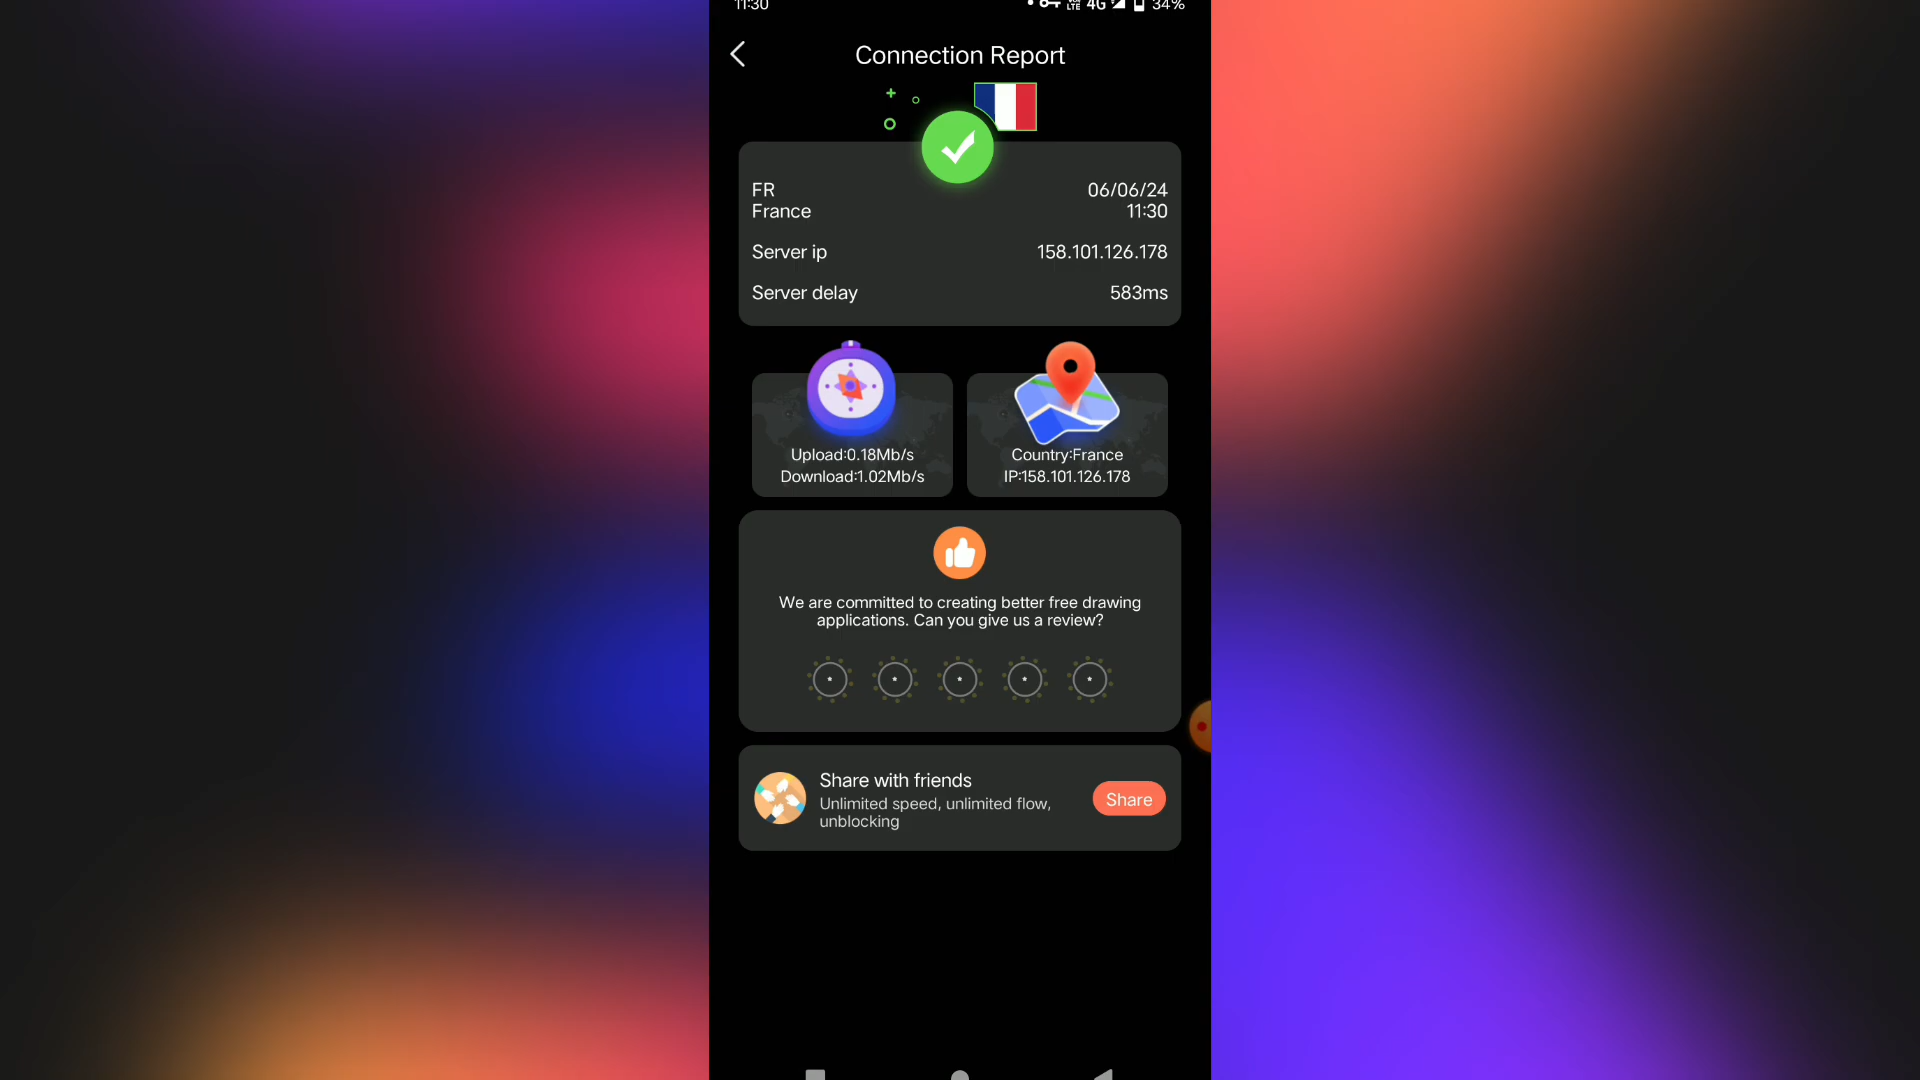 11:30
4G 34%
Connection Report
FR
06/06/24
France
11:30
Server ip
158.101.126.178
Server delay
583ms
Upload:0.18Mb/s
Download:1.02Mb/s
Country:France
IP:158.101.126.178
We are committed to creating better free drawing
applications. Can you give us a review?
Share with friends
Unlimited speed, unlimited flow,
unblocking
Share